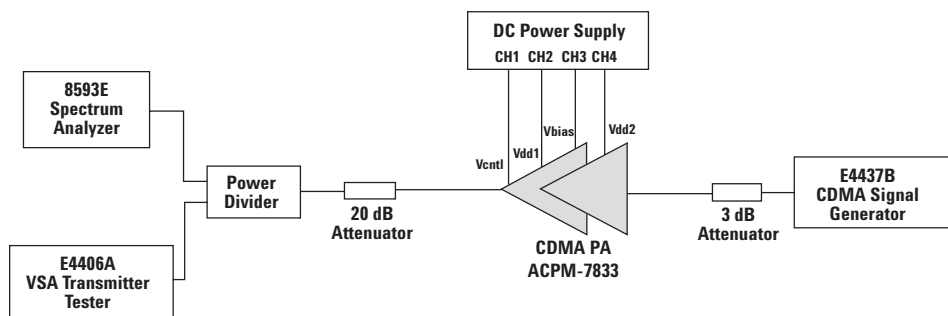 DC Power Supply
CH1 CH2 CH3 CH4
8593E
Spectrum
Analyzer
Vcntl
Vdd1
Vbias
Vdd2
Power
Divider
20 dB
Attenuator
3 dB
Attenuator
E4437B
CDMA Signal
Generator
CDMA PA
ACPM-7833
E4406A
VSA Transmitter
Tester